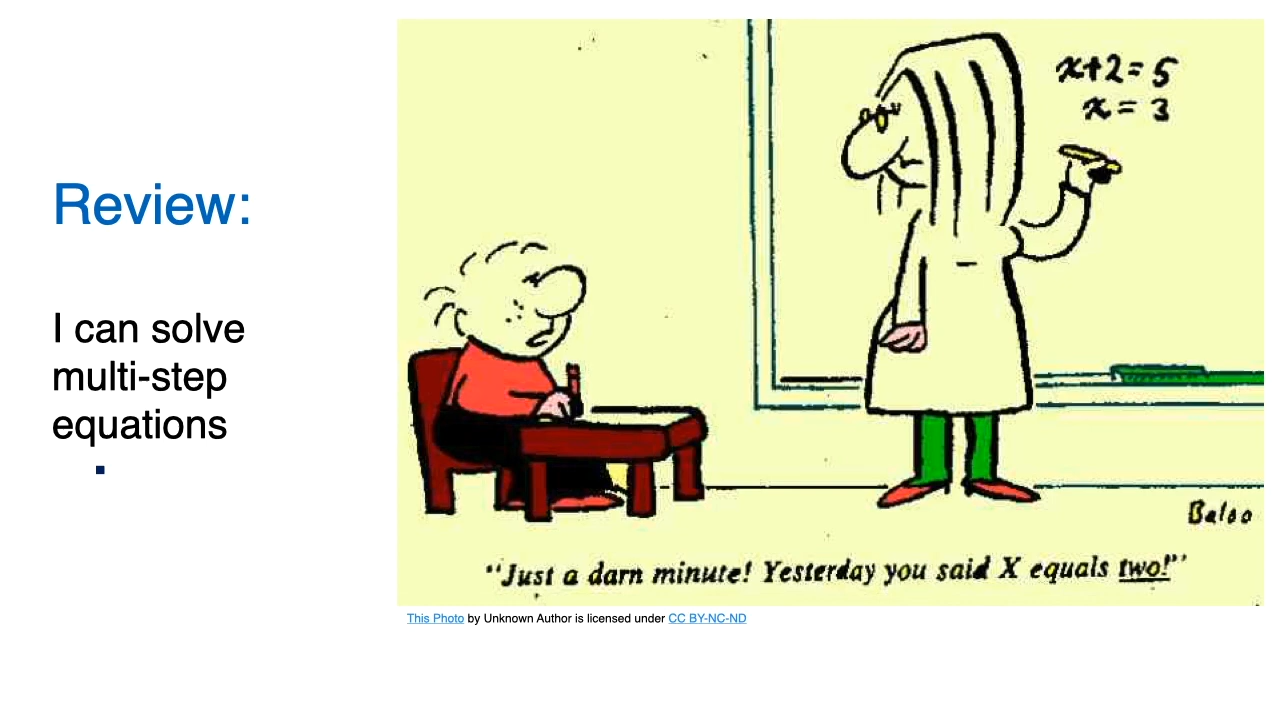 Review:
I can solve
multi-step
equations
x+2=5
x=3
Baloo
"Just a darn minute! Yesterday you said X equals two!"
This Photo by Unknown Author is licensed under CC BY-NC-ND